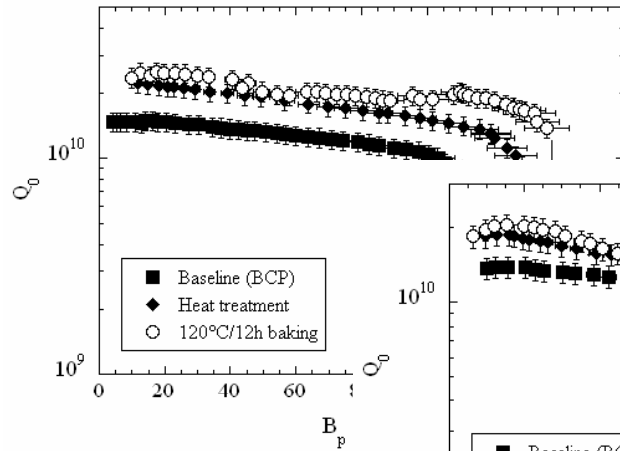 Q0
10^10
10^9
Baseline (BCP)
Heat treatment
120°C/12h baking
0 20 40 60
Bp
Q0
10^10